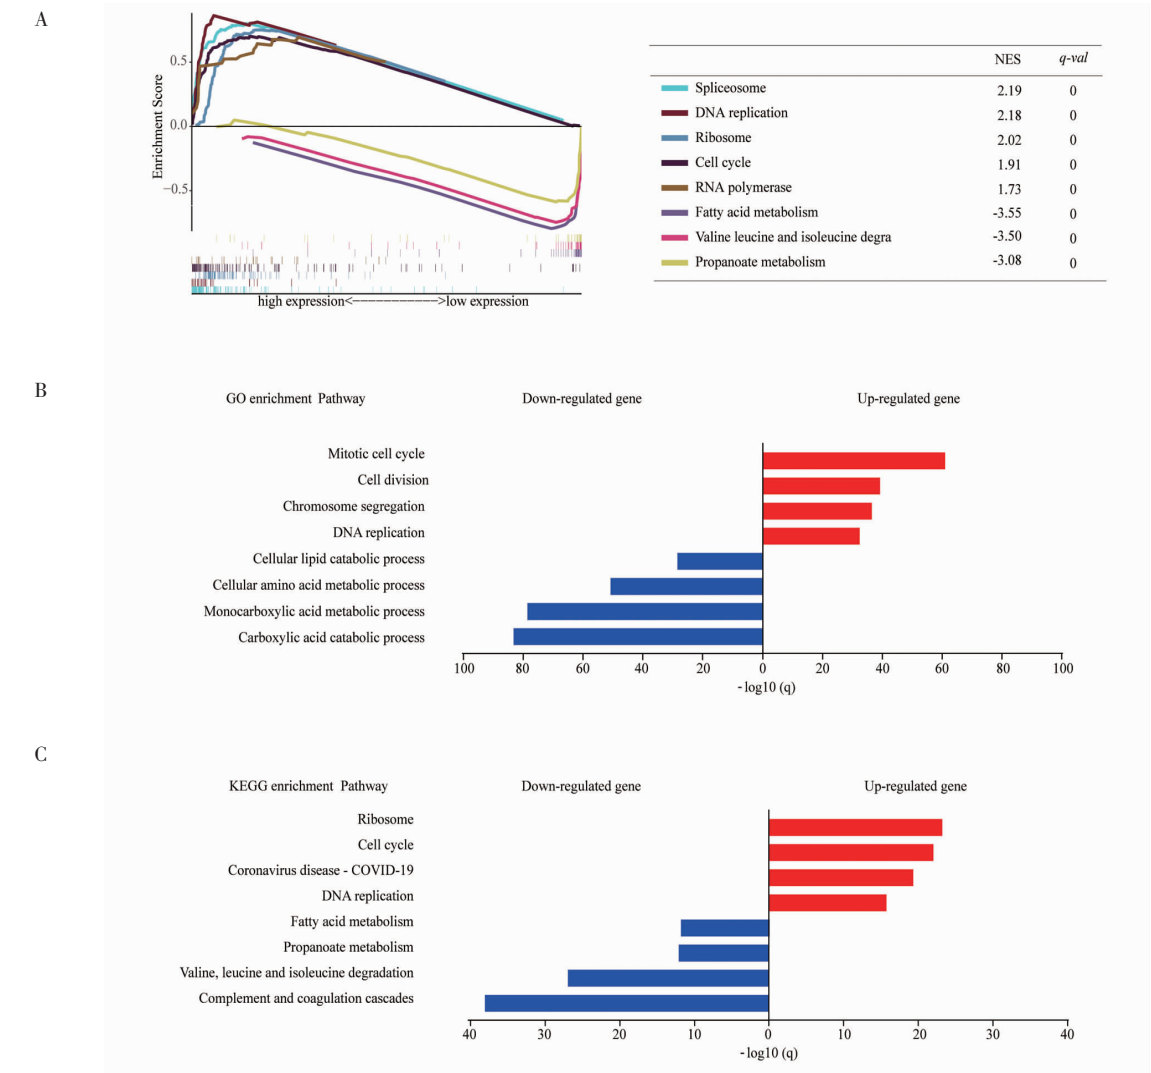 A
Enrichment Score
0.5
0.0
−0.5
high expression<----------->low expression
NES q-val
Spliceosome 2.19 0
DNA replication 2.18 0
Ribosome 2.02 0
Cell cycle 1.91 0
RNA polymerase 1.73 0
Fatty acid metabolism -3.55 0
Valine leucine and isoleucine degra -3.50 0
Propanoate metabolism -3.08 0
B
GO enrichment Pathway Down-regulated gene Up-regulated gene
Mitotic cell cycle
Cell division
Chromosome segregation
DNA replication
Cellular lipid catabolic process
Cellular amino acid metabolic process
Monocarboxylic acid metabolic process
Carboxylic acid catabolic process
100 80 60 40 20 0 20 40 60 80 100
- log10 (q)
C
KEGG enrichment Pathway Down-regulated gene Up-regulated gene
Ribosome
Cell cycle
Coronavirus disease - COVID-19
DNA replication
Fatty acid metabolism
Propanoate metabolism
Valine, leucine and isoleucine degradation
Complement and coagulation cascades
40 30 20 10 0 10 20 30 40
- log10 (q)